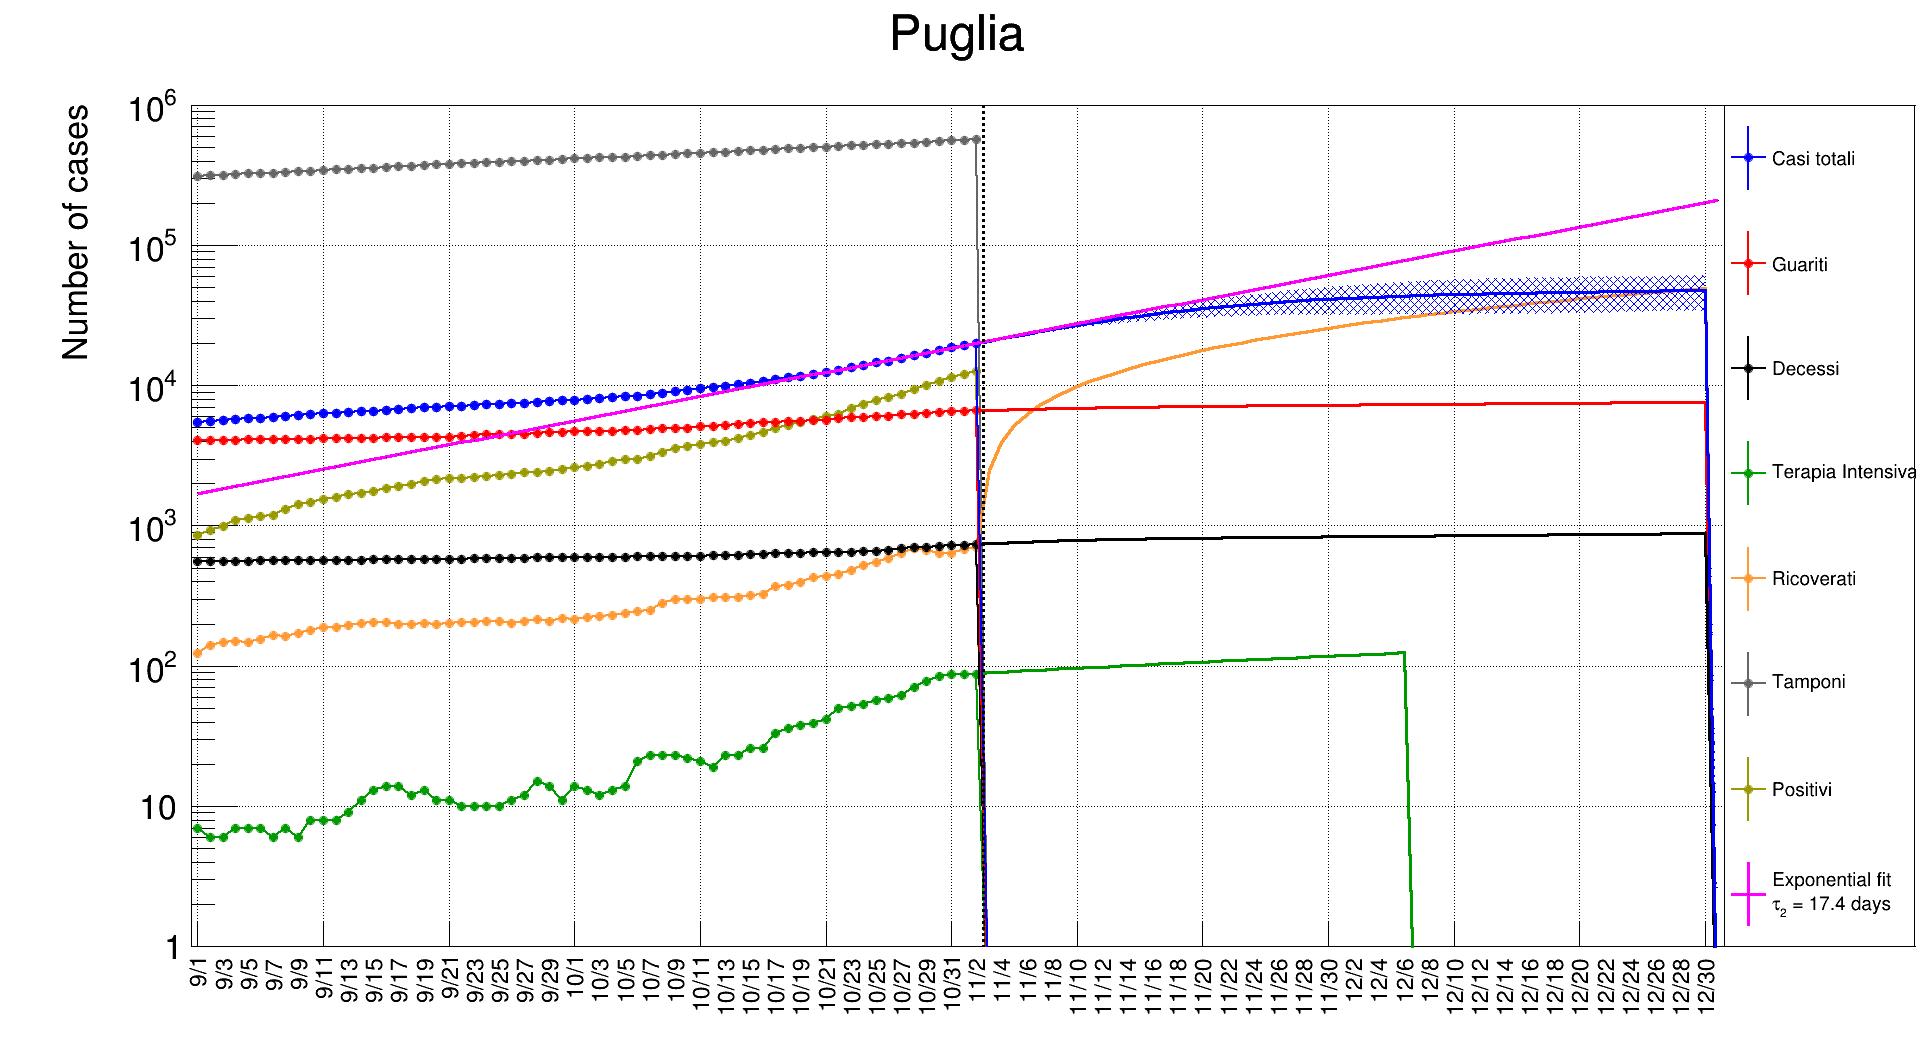 Puglia
Number of cases
10^6
10^5
10^4
10^3
10^2
10
1
9/1 9/3 9/5 9/7 9/9 9/11 9/13 9/15 9/17 9/19 9/21 9/23 9/25 9/27 9/29 10/1 10/3 10/5 10/7 10/9 10/11 10/13 10/15 10/17 10/19 10/21 10/23 10/25 10/27 10/29 10/31 11/2 11/4 11/6 11/8 11/10 11/12 11/14 11/16 11/18 11/20 11/22 11/24 11/26 11/28 11/30 12/2 12/4 12/6 12/8 12/10 12/12 12/14 12/16 12/18 12/20 12/22 12/24 12/26 12/28 12/30
Casi totali
Guariti
Decessi
Terapia Intensiva
Ricoverati
Tamponi
Positivi
Exponential fit
τ₂ = 17.4 days